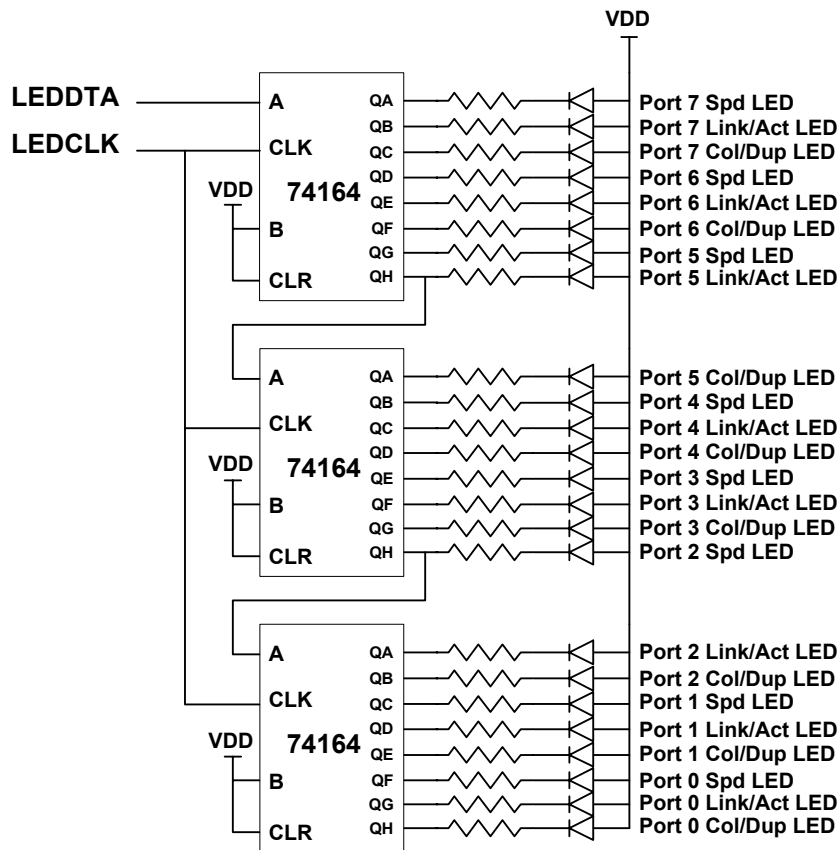 VDD
LEDDTA A QA Port 7 Spd LED
QB Port 7 Link/Act LED
LEDCLK CLK QC Port 7 Col/Dup LED
VDD 74164 QD Port 6 Spd LED
QE Port 6 Link/Act LED
B QF Port 6 Col/Dup LED
QG Port 5 Spd LED
CLR QH Port 5 Link/Act LED
A QA Port 5 Col/Dup LED
QB Port 4 Spd LED
CLK QC Port 4 Link/Act LED
VDD 74164 QD Port 4 Col/Dup LED
QE Port 3 Spd LED
B QF Port 3 Link/Act LED
QG Port 3 Col/Dup LED
CLR QH Port 2 Spd LED
A QA Port 2 Link/Act LED
QB Port 2 Col/Dup LED
CLK QC Port 1 Spd LED
VDD 74164 QD Port 1 Link/Act LED
QE Port 1 Col/Dup LED
B QF Port 0 Spd LED
QG Port 0 Link/Act LED
CLR QH Port 0 Col/Dup LED